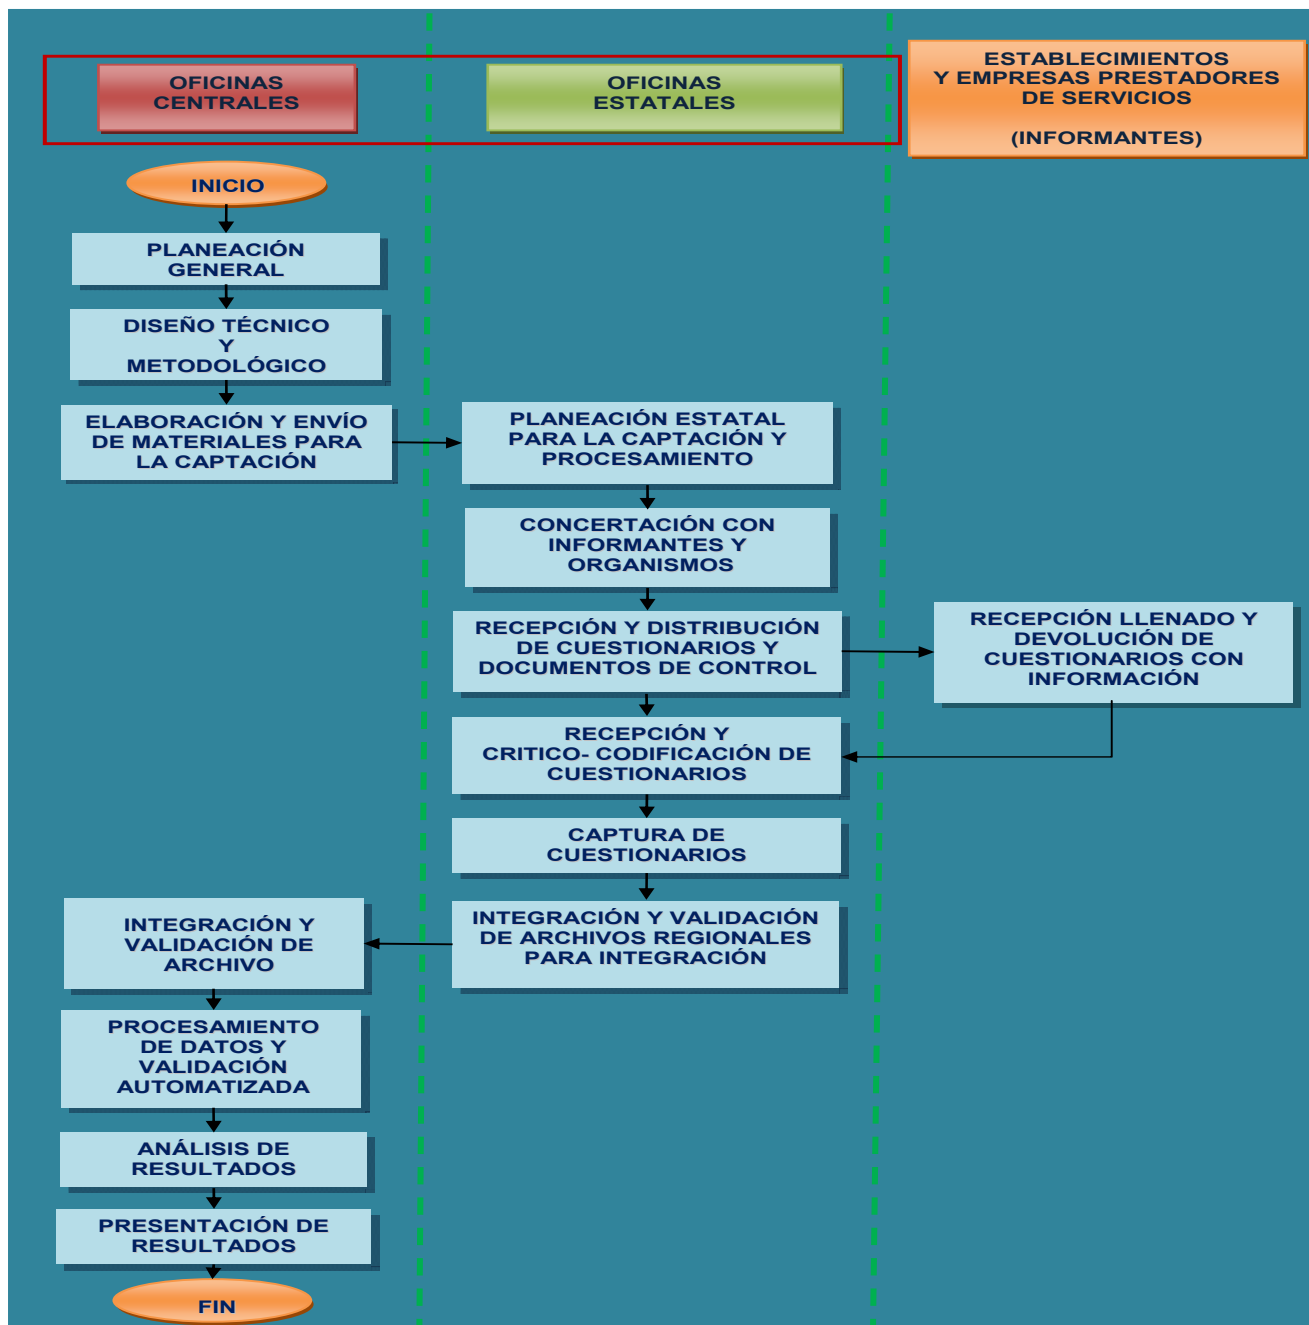 OFICINAS
CENTRALES
OFICINAS
ESTATALES
ESTABLECIMIENTOS
Y EMPRESAS PRESTADORES
DE SERVICIOS
(INFORMANTES)
INICIO
PLANEACIÓN
GENERAL
DISEÑO TÉCNICO
Y
METODOLÓGICO
ELABORACIÓN Y ENVÍO
DE MATERIALES PARA
LA CAPTACIÓN
PLANEACIÓN ESTATAL
PARA LA CAPTACIÓN Y
PROCESAMIENTO
CONCERTACIÓN CON
INFORMANTES Y
ORGANISMOS
RECEPCIÓN Y DISTRIBUCIÓN
DE CUESTIONARIOS Y
DOCUMENTOS DE CONTROL
RECEPCIÓN LLENADO Y
DEVOLUCIÓN DE
CUESTIONARIOS CON
INFORMACIÓN
RECEPCIÓN Y
CRITICO- CODIFICACIÓN DE
CUESTIONARIOS
CAPTURA DE
CUESTIONARIOS
INTEGRACIÓN Y VALIDACIÓN
DE ARCHIVOS REGIONALES
PARA INTEGRACIÓN
INTEGRACIÓN Y
VALIDACIÓN DE
ARCHIVO
PROCESAMIENTO
DE DATOS Y
VALIDACIÓN
AUTOMATIZADA
ANÁLISIS DE
RESULTADOS
PRESENTACIÓN DE
RESULTADOS
FIN